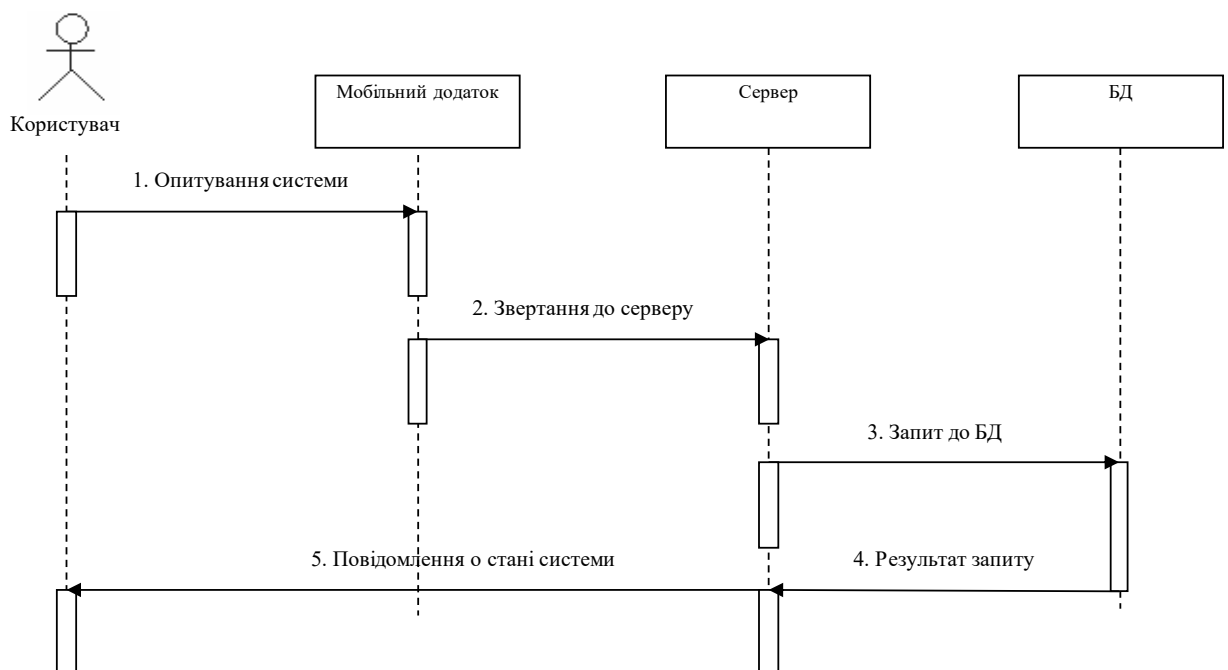 Користувач
Мобільний додаток
Сервер
БД
1. Опитування системи
2. Звертання до серверу
3. Запит до БД
4. Результат запиту
5. Повідомлення о стані системи